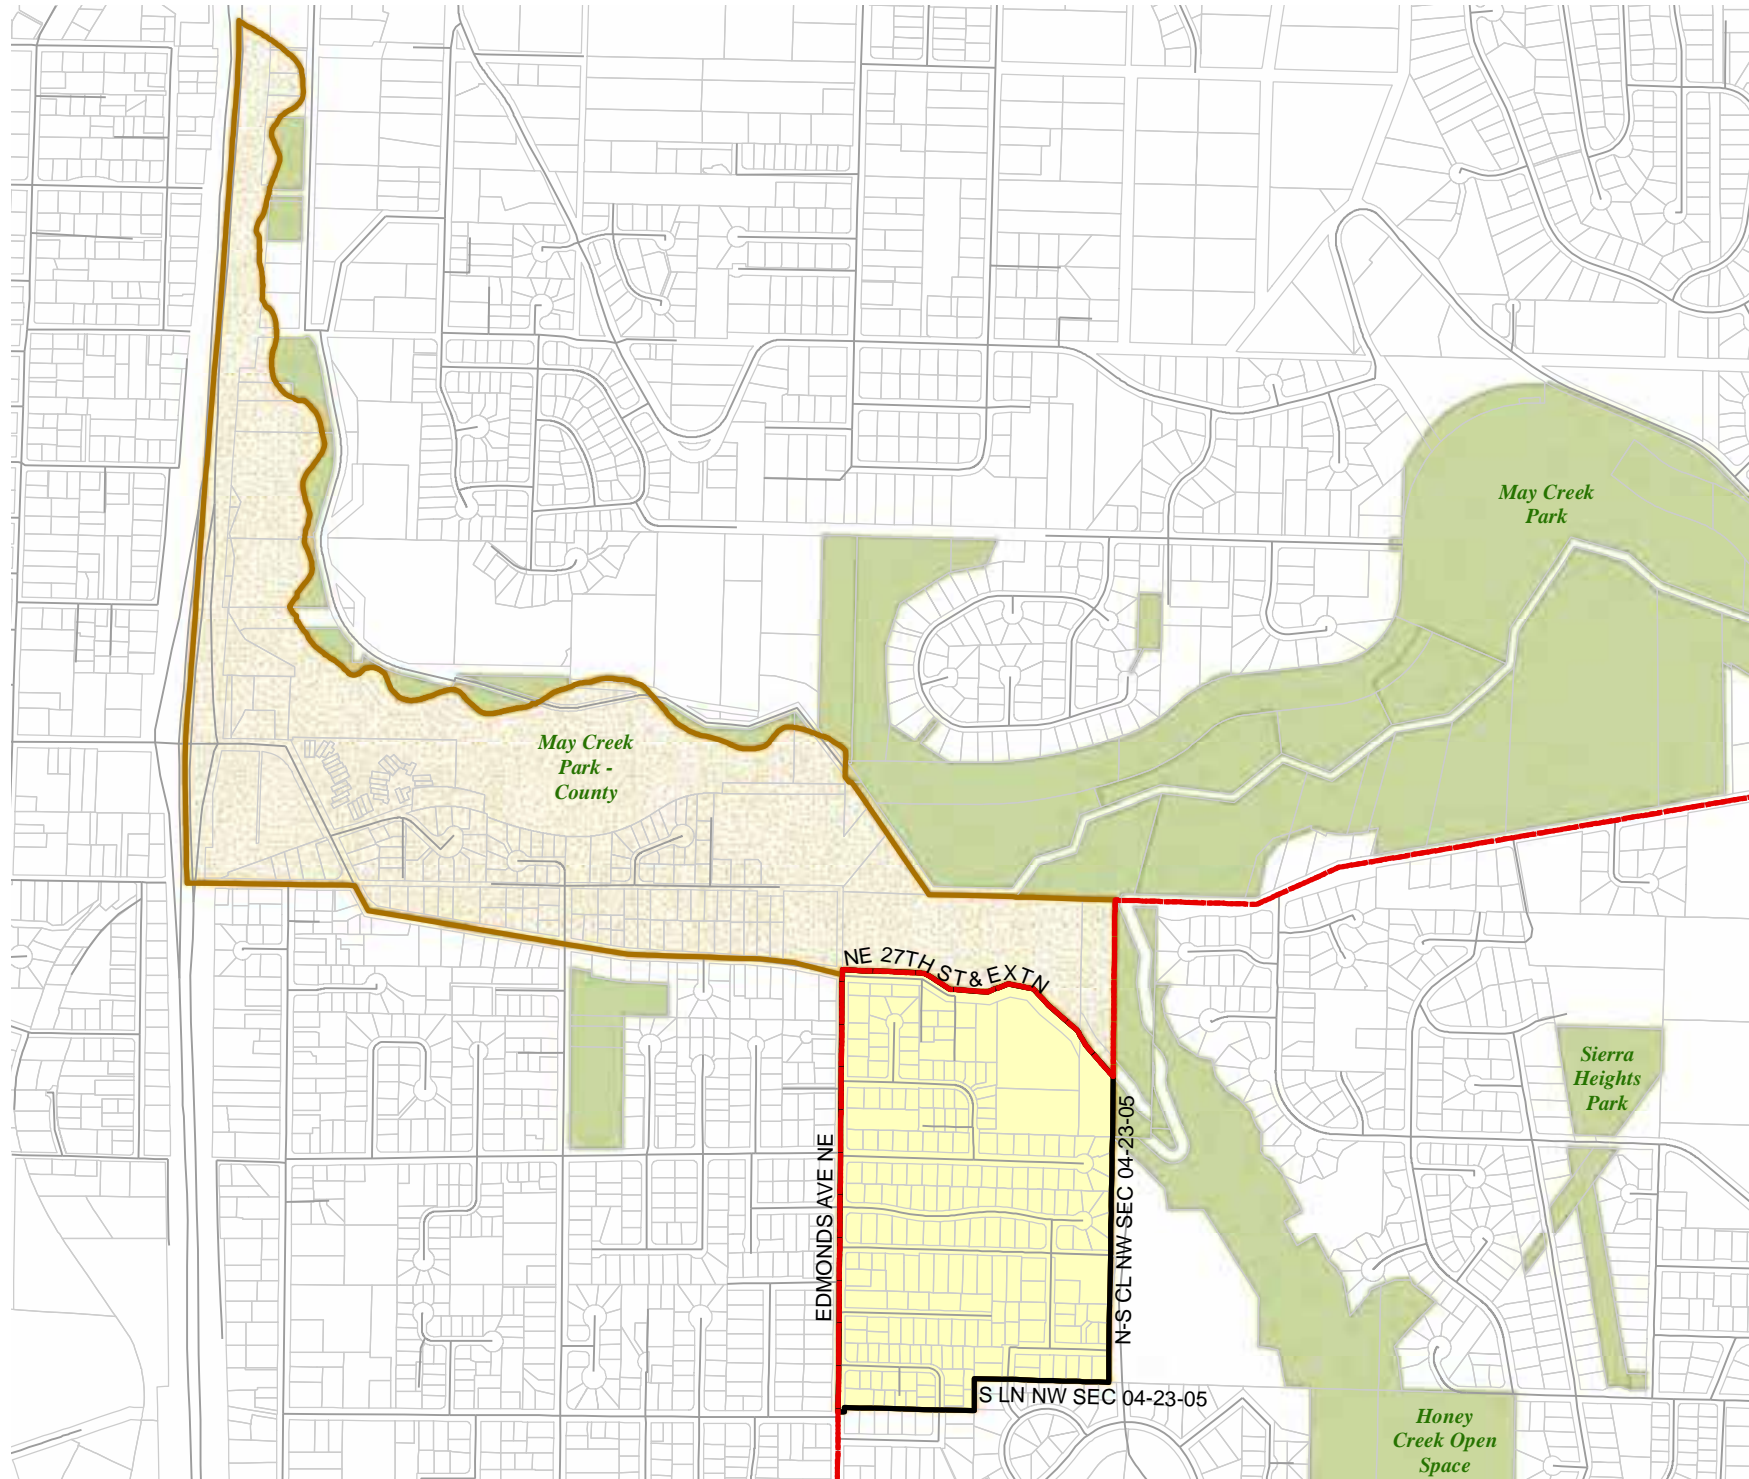 May Creek
Park
May Creek
Park -
County
NE 27TH ST & EXTN
Sierra
Heights
Park
EDMONDS AVE NE
N-S CL NW SEC 04-23-05
S LN NW SEC 04-23-05
Honey
Creek Open
Space